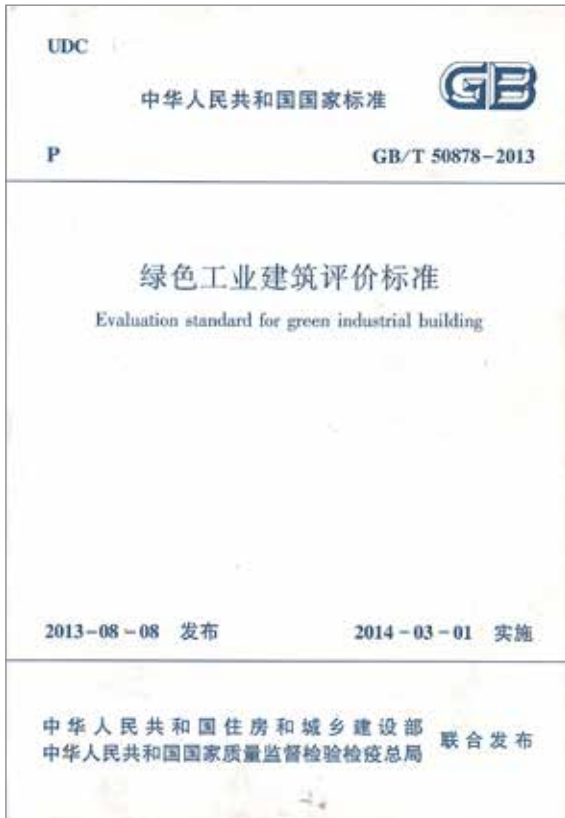 UDC
中华人民共和国国家标准
GB
P
GB/T 50878-2013
绿色工业建筑评价标准
Evaluation standard for green industrial building
2013-08-08 发布
2014-03-01 实施
中华人民共和国住房和城乡建设部
中华人民共和国国家质量监督检验检疫总局
联合发布